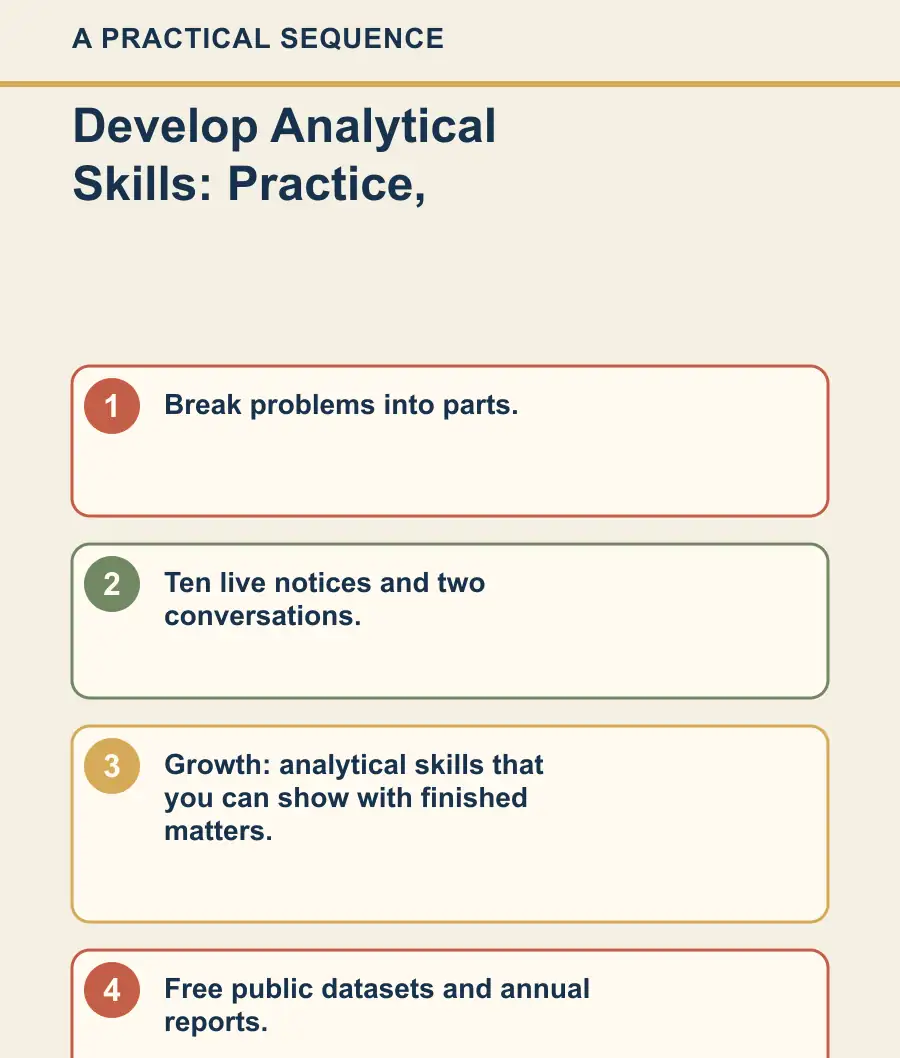 A PRACTICAL SEQUENCE
Develop Analytical
Skills: Practice,
1
Break problems into parts.
2
Ten live notices and two
conversations.
3
Growth: analytical skills that
you can show with finished
matters.
4
Free public datasets and annual
reports.